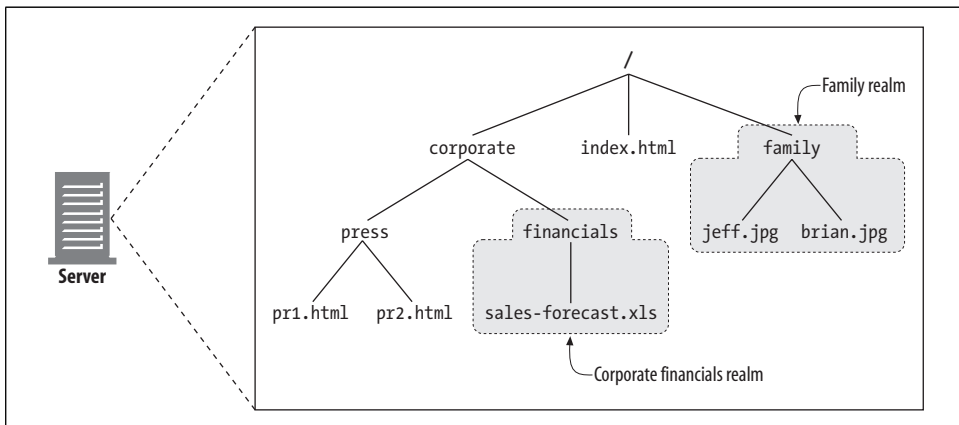 /
Family realm
corporate
index.html
family
press
financials
jeff.jpg
brian.jpg
Server
pr1.html
pr2.html
sales-forecast.xls
Corporate financials realm